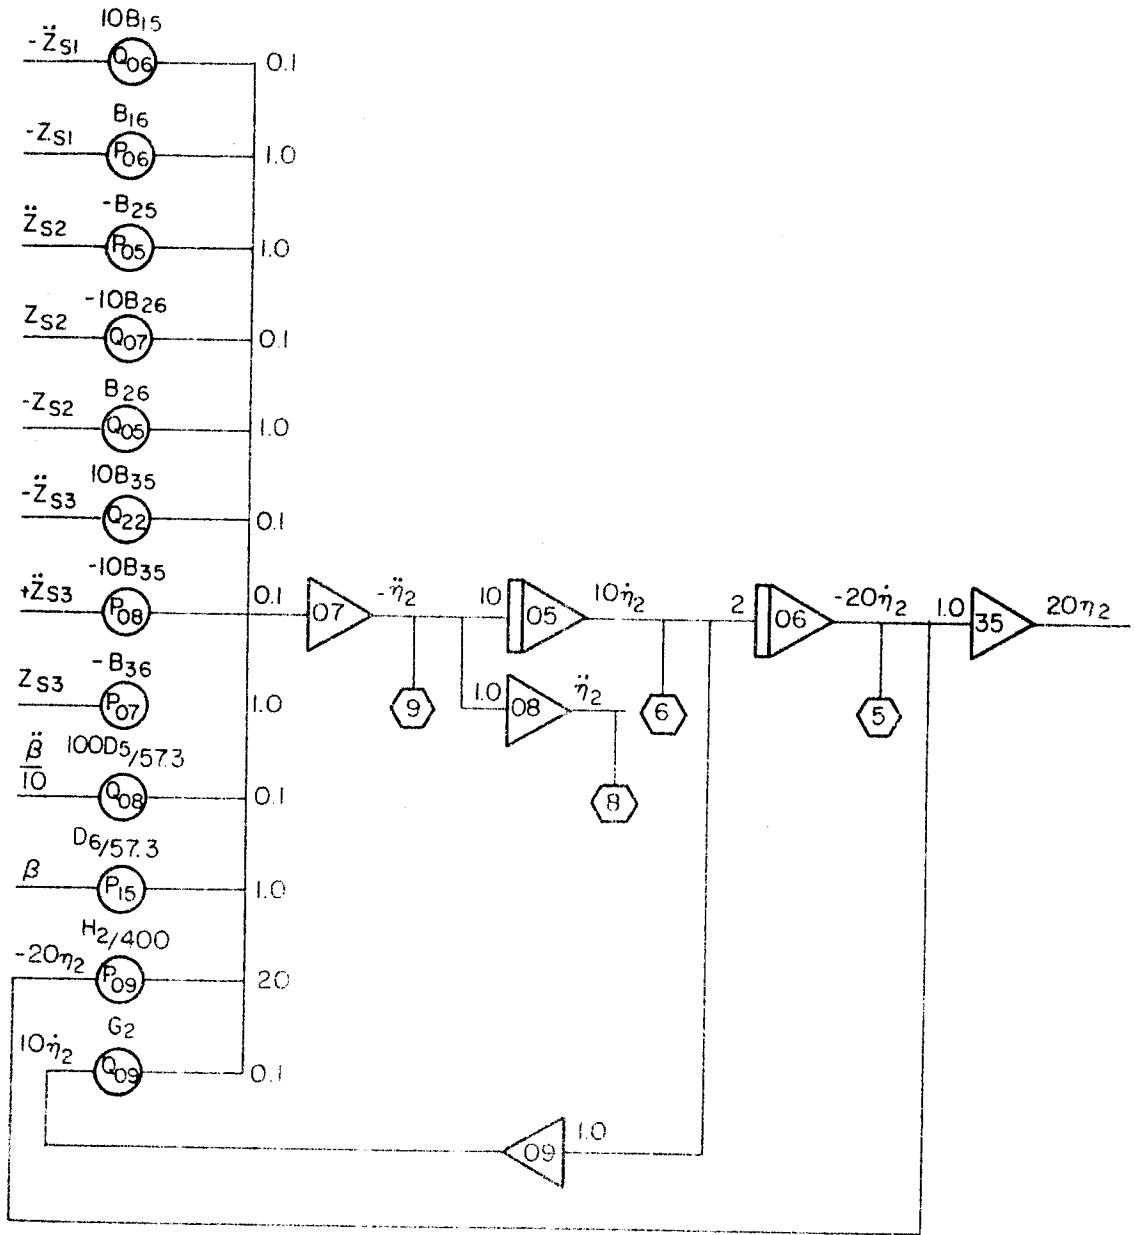 10B15
-Z̈S1 Q06 0.1
B16
-ZS1 P06 1.0
-B25
Z̈S2 P05 1.0
-10B26
ZS2 Q07 0.1
B26
-ZS2 Q05 1.0
10B35
-Z̈S3 Q22 0.1
-10B35
+Z̈S3 P08 0.1 07 -η̈2 10 05 10η̇2 2 06 -20η̇2 1.0 35 20η2
-B36
ZS3 P07 1.0 9 1.0 08 η̈2 6 5
100D5/57.3
β̈/10 Q08 0.1 8
D6/57.3
β P15 1.0
H2/400
-20η2 P09 20
G2
10η̇2 Q09 0.1
09 1.0